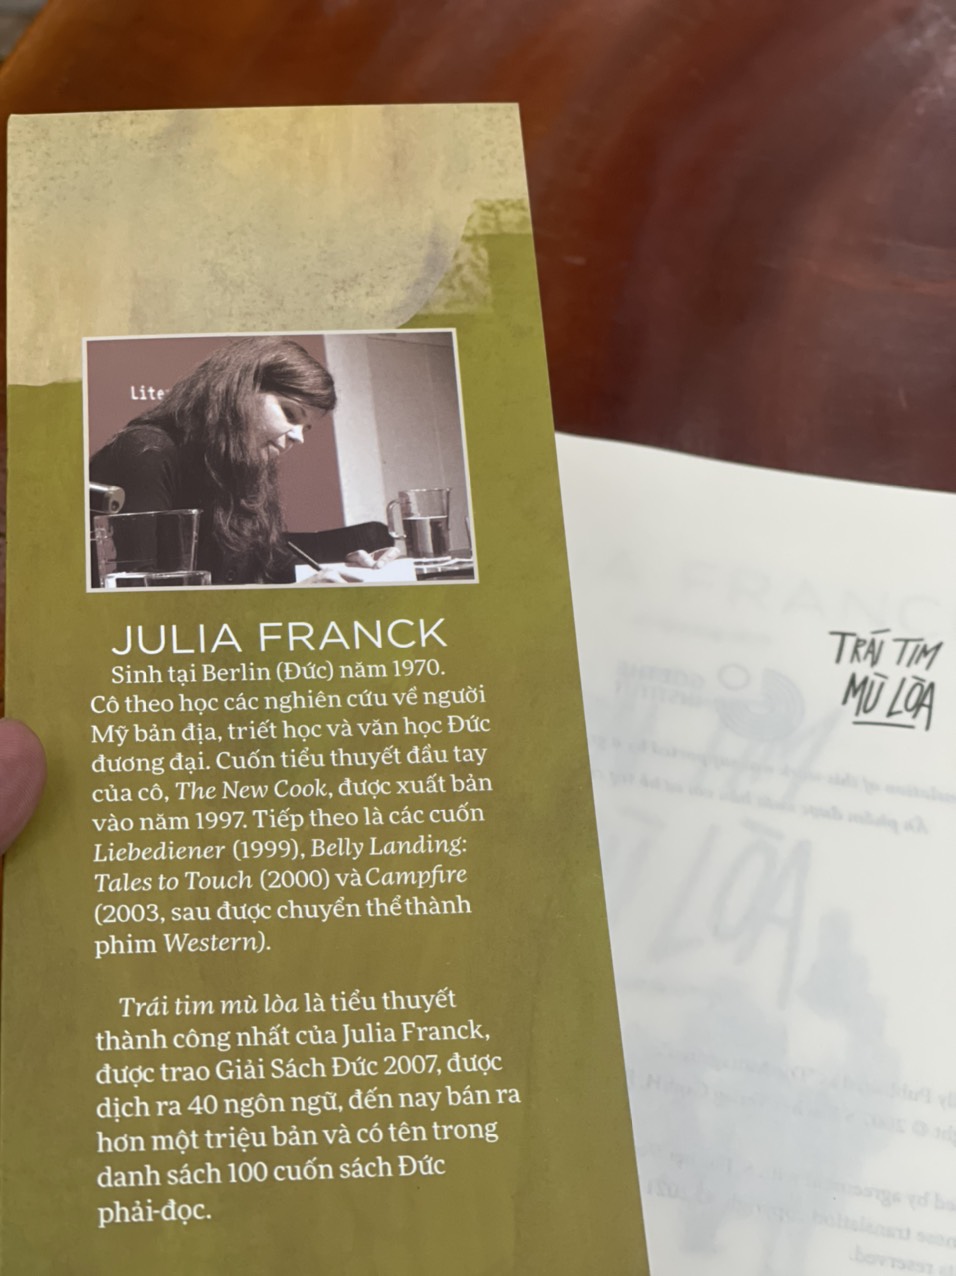 Lite
JULIA FRANCK
Sinh tại Berlin (Đức) năm 1970.
Cô theo học các nghiên cứu về người
Mỹ bản địa, triết học và văn học Đức
đương đại. Cuốn tiểu thuyết đầu tay
của cô, The New Cook, được xuất bản
vào năm 1997. Tiếp theo là các cuốn
Liebediener (1999), Belly Landing:
Tales to Touch (2000) và Campfire
(2003, sau được chuyển thể thành
phim Western).
Trái tim mù lòa là tiểu thuyết
thành công nhất của Julia Franck,
được trao Giải Sách Đức 2007, được
dịch ra 40 ngôn ngữ, đến nay bán ra
hơn một triệu bản và có tên trong
danh sách 100 cuốn sách Đức
phải-đọc.
TRÁI TIM
MÙ LÒA